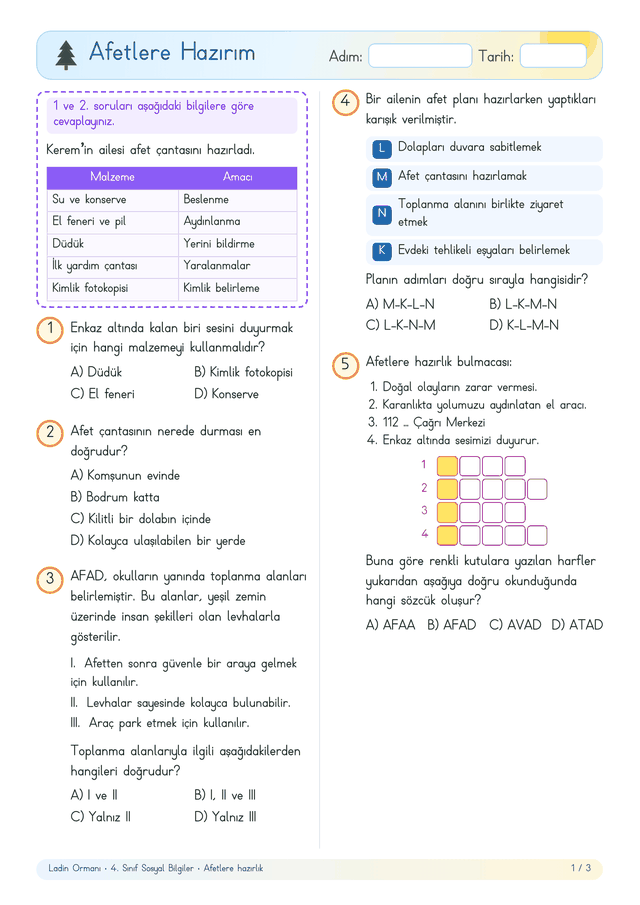 Afetlere Hazırım
Adım:
Tarih:
1 ve 2. soruları aşağıdaki bilgilere göre
cevaplayınız.
Kerem'in ailesi afet çantasını hazırladı.
Malzeme Amacı
Su ve konserve Beslenme
El feneri ve pil Aydınlanma
Düdük Yerini bildirme
İlk yardım çantası Yaralanmalar
Kimlik fotokopisi Kimlik belirleme
1 Enkaz altında kalan biri sesini duyurmak
için hangi malzemeyi kullanmalıdır?
A) Düdük B) Kimlik fotokopisi
C) El feneri D) Konserve
2 Afet çantasının nerede durması en
doğrudur?
A) Komşunun evinde
B) Bodrum katta
C) Kilitli bir dolabın içinde
D) Kolayca ulaşılabilen bir yerde
3 AFAD, okulların yanında toplanma alanları
belirlemiştir. Bu alanlar, yeşil zemin
üzerinde insan şekilleri olan levhalarla
gösterilir.
I. Afetten sonra güvenle bir araya gelmek
için kullanılır.
II. Levhalar sayesinde kolayca bulunabilir.
III. Araç park etmek için kullanılır.
Toplanma alanlarıyla ilgili aşağıdakilerden
hangileri doğrudur?
A) I ve II B) I, II ve III
C) Yalnız II D) Yalnız III
4 Bir ailenin afet planı hazırlarken yaptıkları
karışık verilmiştir.
L Dolapları duvara sabitlemek
M Afet çantasını hazırlamak
N Toplanma alanını birlikte ziyaret
etmek
K Evdeki tehlikeli eşyaları belirlemek
Planın adımları doğru sırayla hangisidir?
A) M-K-L-N B) L-K-M-N
C) L-K-N-M D) K-L-M-N
5 Afetlere hazırlık bulmacası:
1. Doğal olayların zarar vermesi.
2. Karanlıkta yolumuzu aydınlatan el aracı.
3. 112 … Çağrı Merkezi
4. Enkaz altında sesimizi duyurur.
1
2
3
4
Buna göre renkli kutulara yazılan harfler
yukarıdan aşağıya doğru okunduğunda
hangi sözcük oluşur?
A) AFAA B) AFAD C) AVAD D) ATAD
Ladin Ormanı • 4. Sınıf Sosyal Bilgiler • Afetlere hazırlık
1 / 3